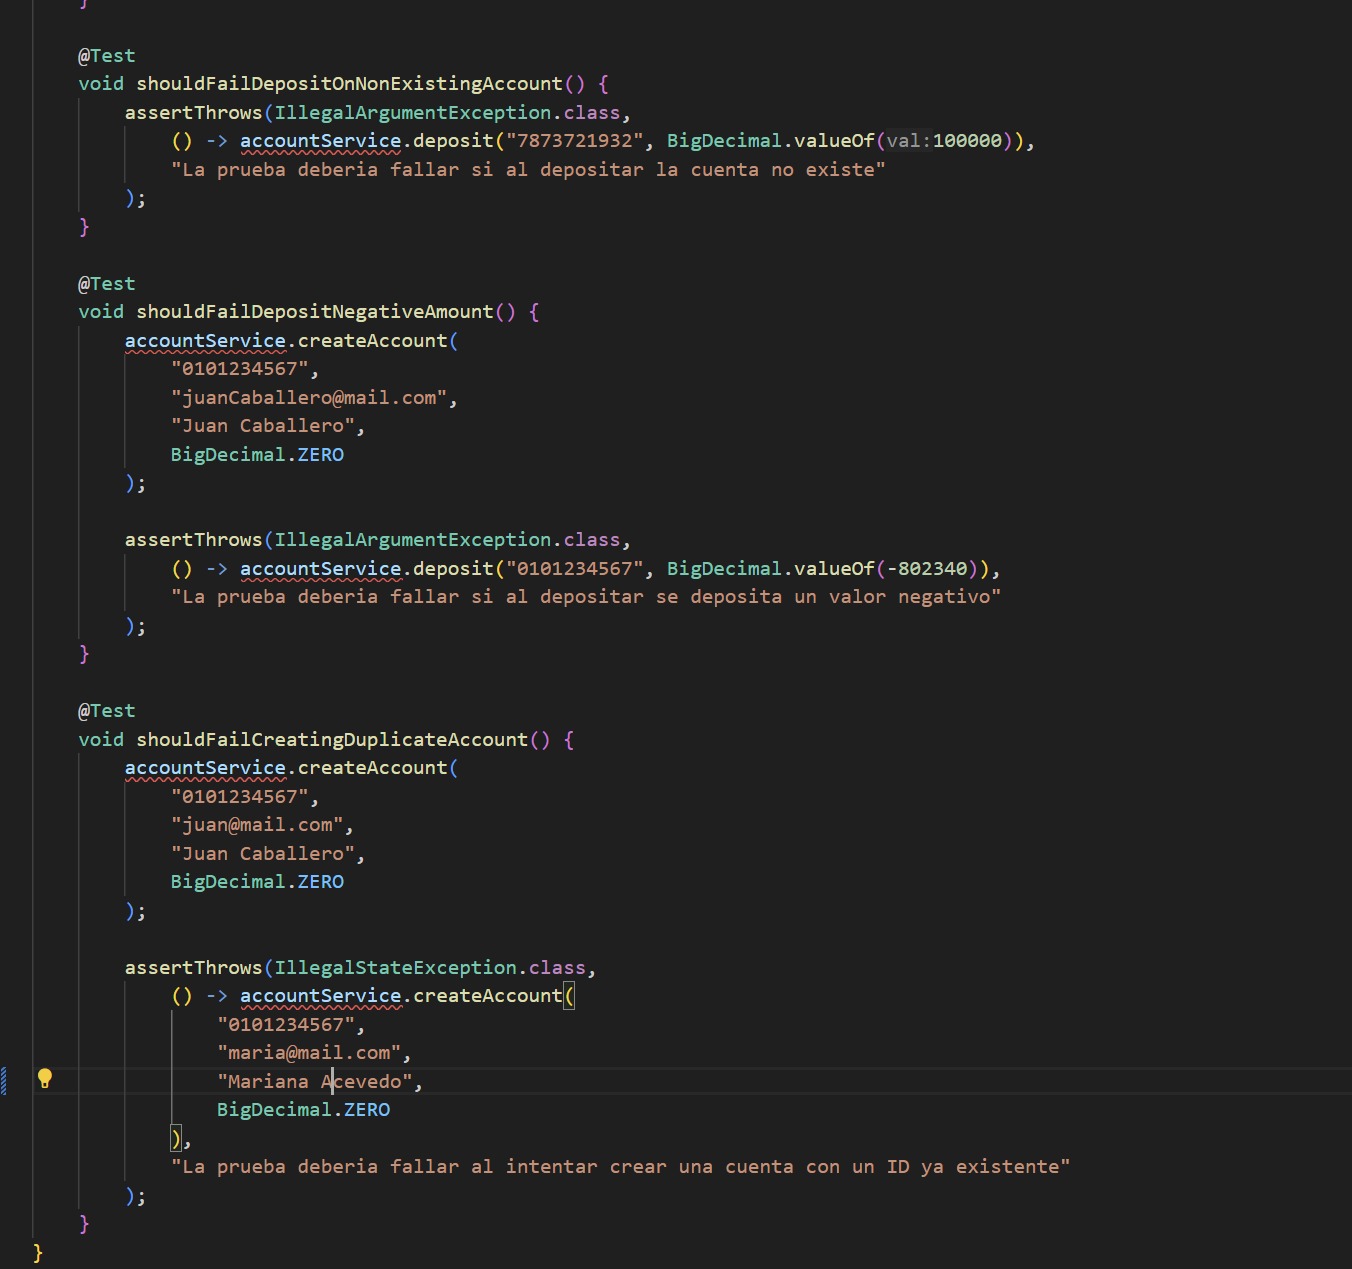 }
@Test
void shouldFailDepositOnNonExistingAccount() {
assertThrows(IllegalArgumentException.class,
() -> accountService.deposit("7873721932", BigDecimal.valueOf(val:100000)),
"La prueba deberia fallar si al depositar la cuenta no existe"
);
}
@Test
void shouldFailDepositNegativeAmount() {
accountService.createAccount(
"0101234567",
"juanCaballero@mail.com",
"Juan Caballero",
BigDecimal.ZERO
);
assertThrows(IllegalArgumentException.class,
() -> accountService.deposit("0101234567", BigDecimal.valueOf(-802340)),
"La prueba deberia fallar si al depositar se deposita un valor negativo"
);
}
@Test
void shouldFailCreatingDuplicateAccount() {
accountService.createAccount(
"0101234567",
"juan@mail.com",
"Juan Caballero",
BigDecimal.ZERO
);
assertThrows(IllegalStateException.class,
() -> accountService.createAccount(
"0101234567",
"maria@mail.com",
"Mariana Acevedo",
BigDecimal.ZERO
),
"La prueba deberia fallar al intentar crear una cuenta con un ID ya existente"
);
}
}